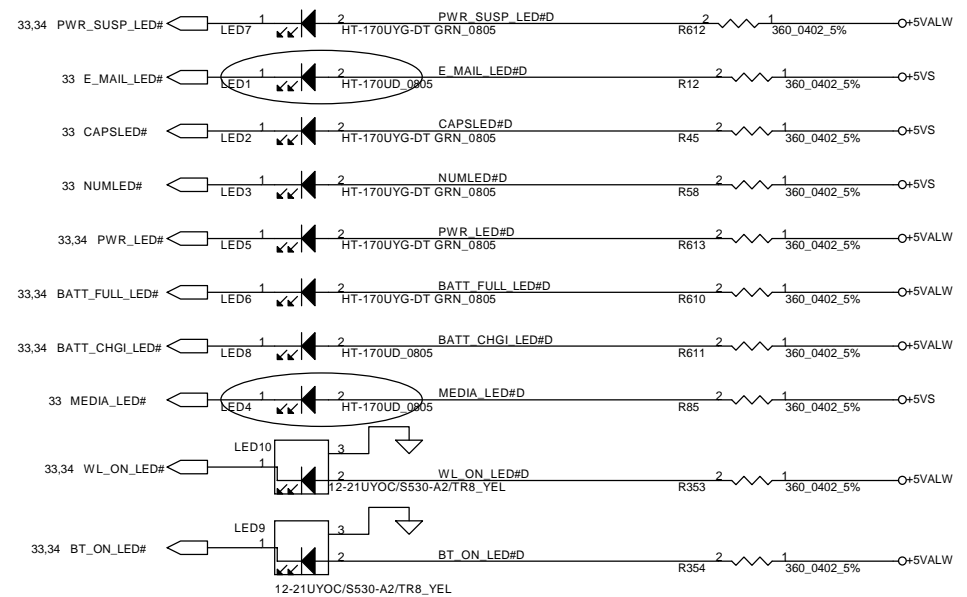 33,34 PWR_SUSP_LED# LED7 1 2 HT-170UYG-DT GRN_0805 PWR_SUSP_LED#D R612 2 1 360_0402_5% +5VALW
33 E_MAIL_LED# LED1 1 2 HT-170UD_0805 E_MAIL_LED#D R12 2 1 360_0402_5% +5VS
33 CAPSLED# LED2 1 2 HT-170UYG-DT GRN_0805 CAPSLED#D R45 2 1 360_0402_5% +5VS
33 NUMLED# LED3 1 2 HT-170UYG-DT GRN_0805 NUMLED#D R58 2 1 360_0402_5% +5VS
33,34 PWR_LED# LED5 1 2 HT-170UYG-DT GRN_0805 PWR_LED#D R613 2 1 360_0402_5% +5VALW
33,34 BATT_FULL_LED# LED6 1 2 HT-170UYG-DT GRN_0805 BATT_FULL_LED#D R610 2 1 360_0402_5% +5VALW
33,34 BATT_CHGI_LED# LED8 1 2 HT-170UD_0805 BATT_CHGI_LED#D R611 2 1 360_0402_5% +5VALW
33 MEDIA_LED# LED4 1 2 HT-170UD_0805 MEDIA_LED#D R85 2 1 360_0402_5% +5VS
33,34 WL_ON_LED# LED10 1 3 2 12-21UYOC/S530-A2/TR8_YEL WL_ON_LED#D R353 2 1 360_0402_5% +5VALW
33,34 BT_ON_LED# LED9 1 3 2 12-21UYOC/S530-A2/TR8_YEL BT_ON_LED#D R354 2 1 360_0402_5% +5VALW